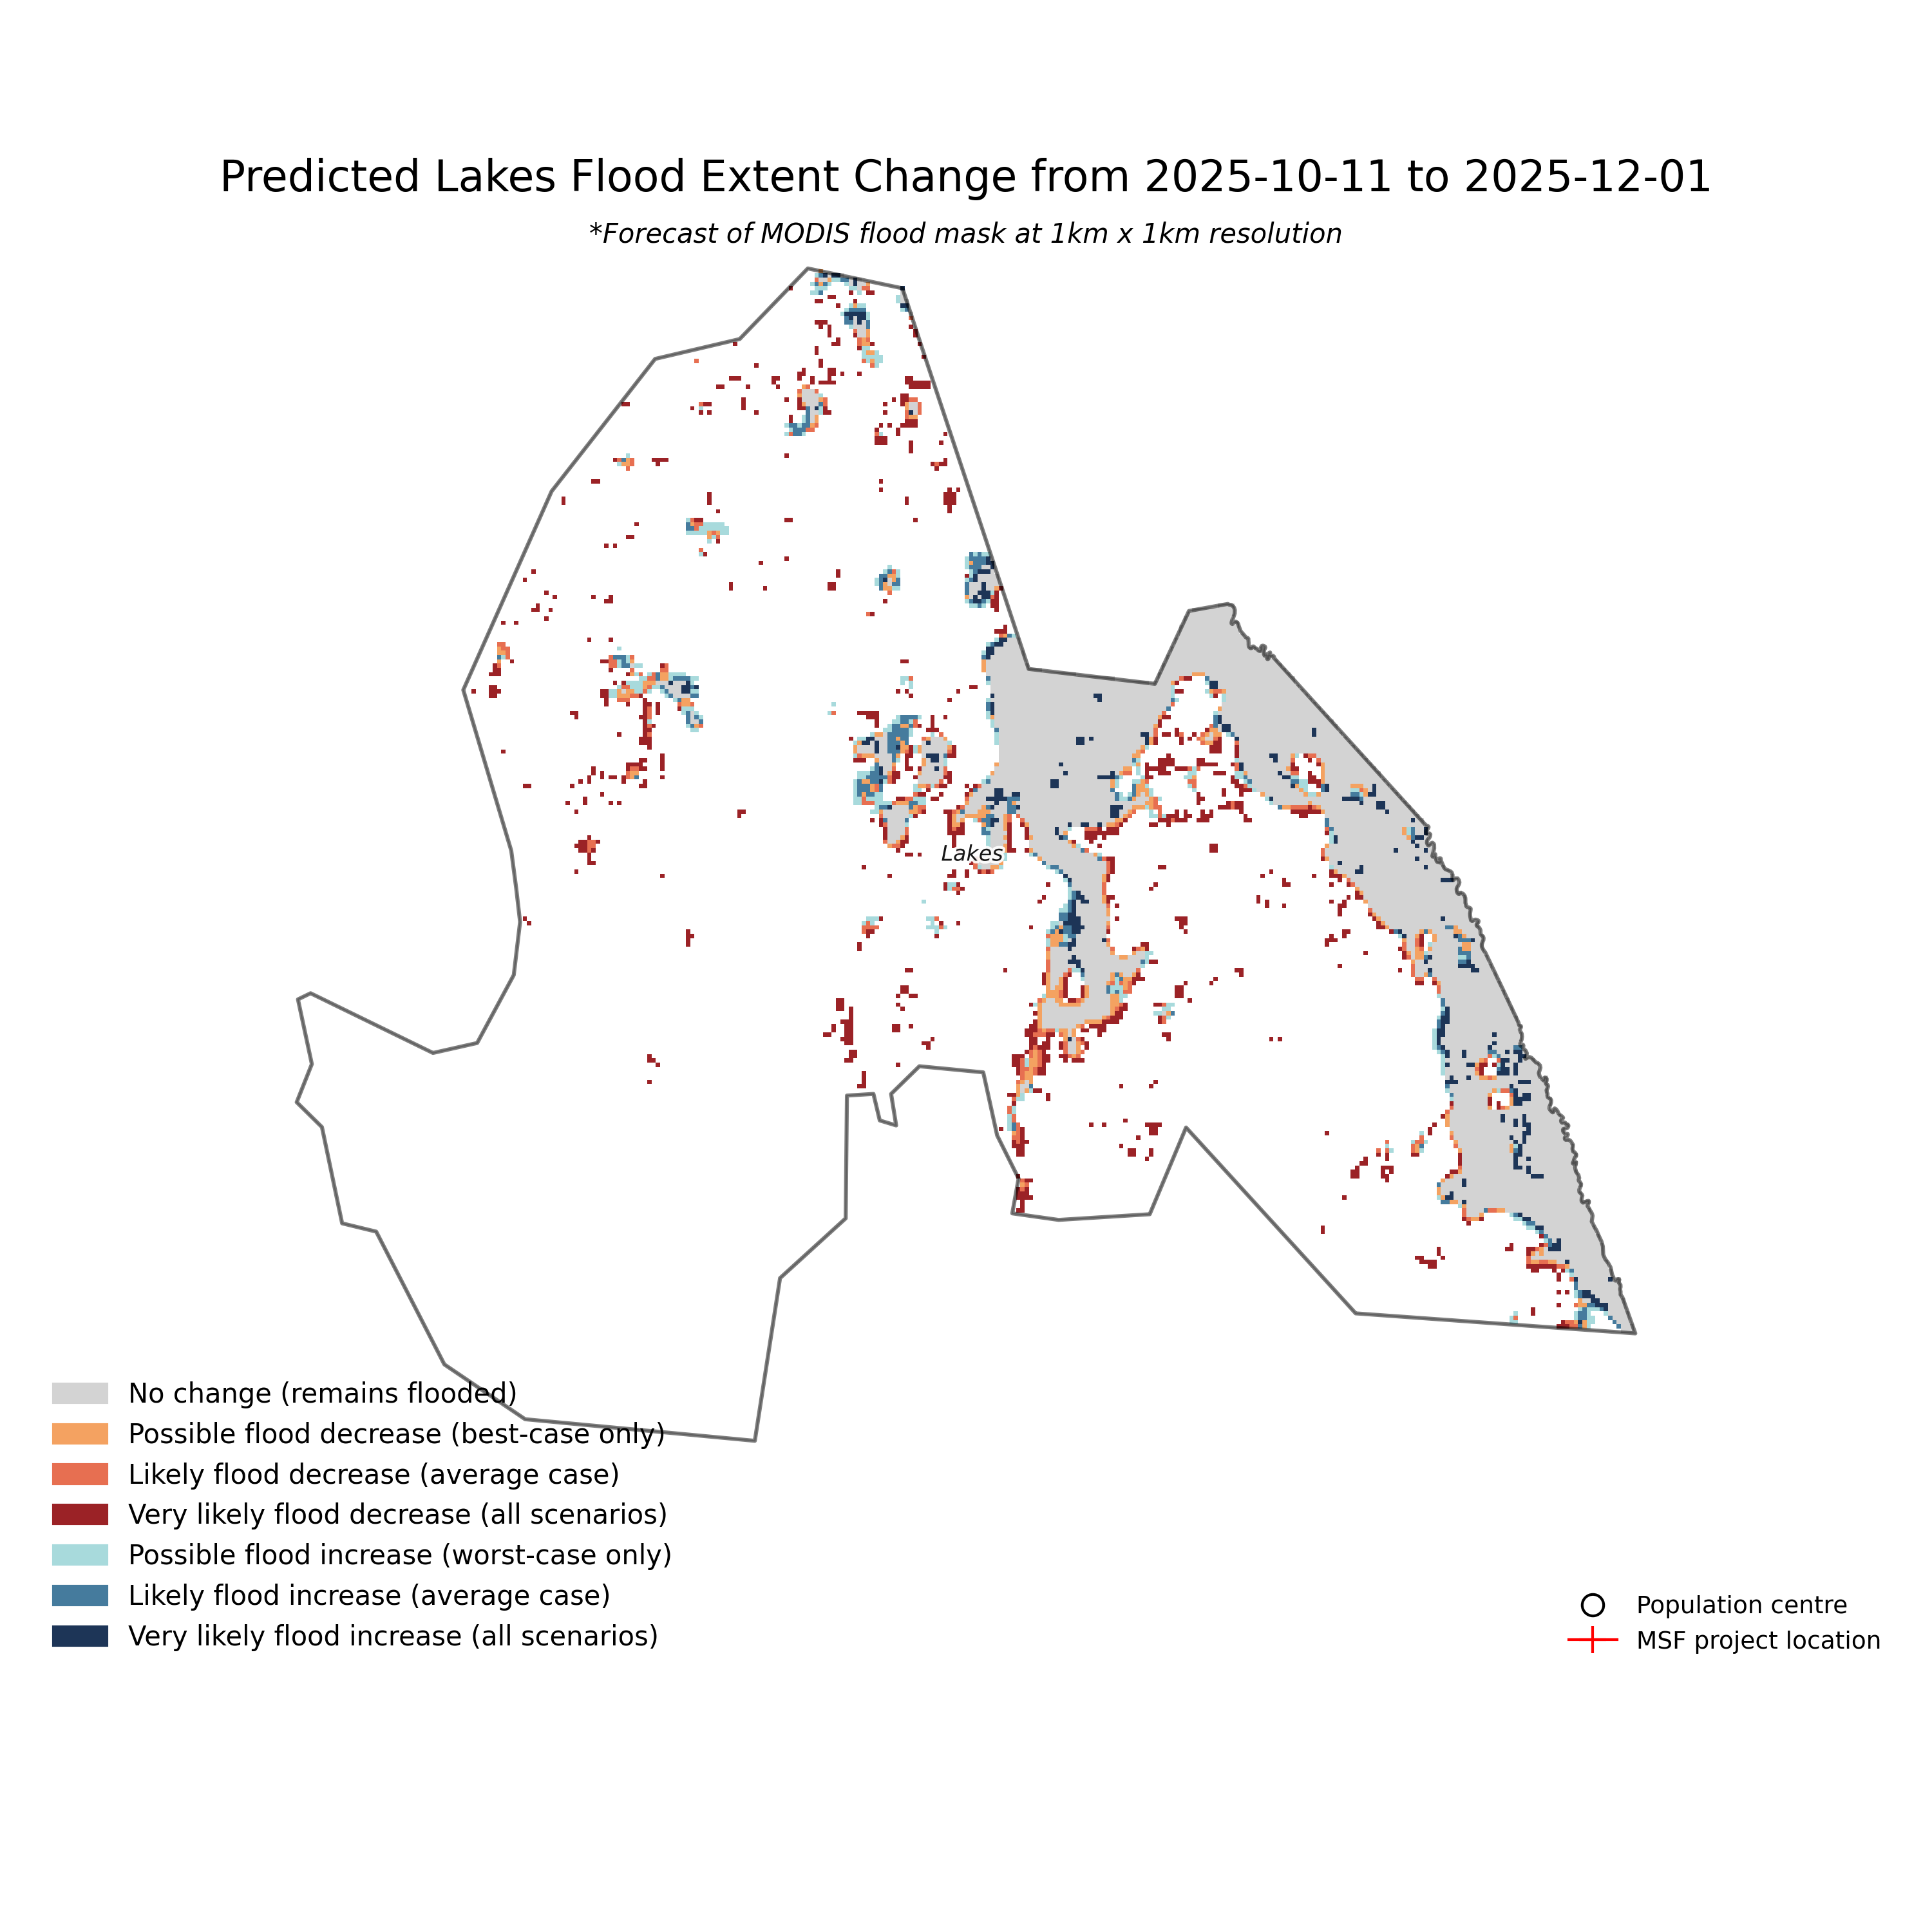 Predicted Lakes Flood Extent Change from 2025-10-11 to 2025-12-01
*Forecast of MODIS flood mask at 1km x 1km resolution
Lakes
No change (remains flooded)
Possible flood decrease (best-case only)
Likely flood decrease (average case)
Very likely flood decrease (all scenarios)
Possible flood increase (worst-case only)
Likely flood increase (average case)
Very likely flood increase (all scenarios)
Population centre
MSF project location